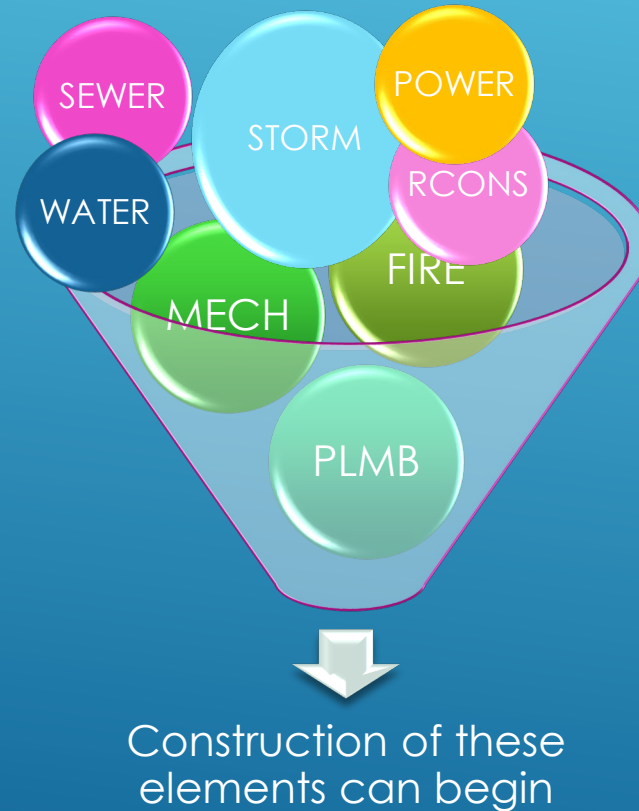 SEWER
STORM
POWER
WATER
RCONS
MECH
FIRE
PLMB
Construction of these
elements can begin